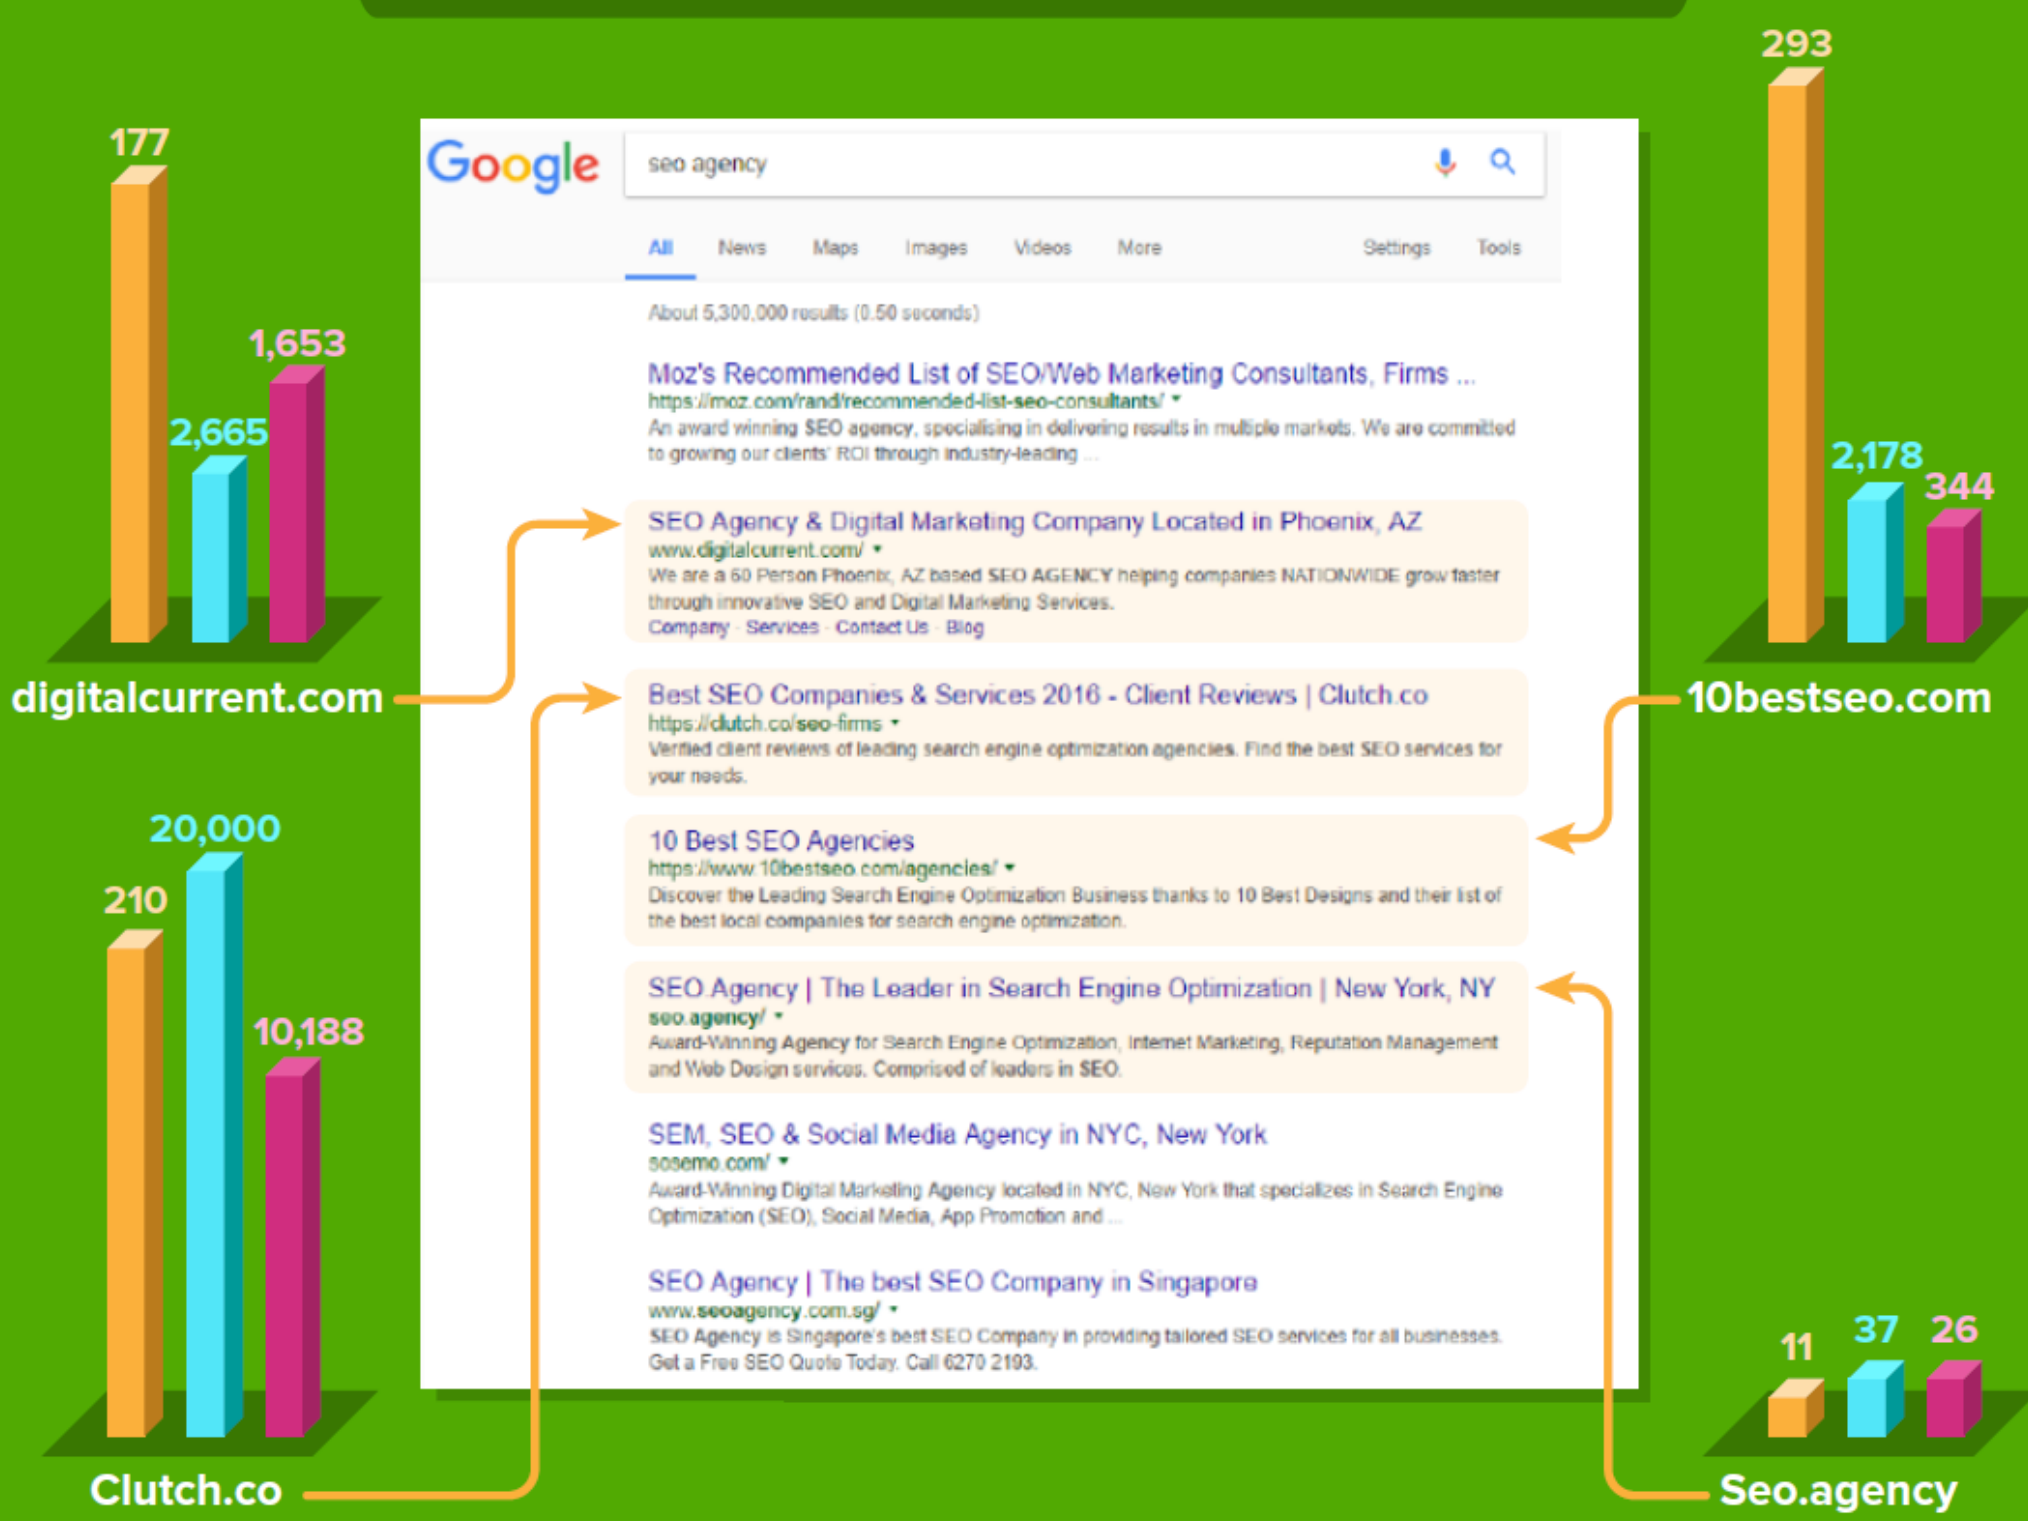 293
177
Google
seo agency
All News Maps Images Videos More Settings Tools
About 5,300,000 results (0.50 seconds)
1,653
Moz's Recommended List of SEO/Web Marketing Consultants, Firms ...
https://moz.com/rand/recommended-list-seo-consultants/
An award winning SEO agency, specialising in delivering results in multiple markets. We are committed
to growing our clients' ROI through industry-leading ...
2,665
2,178
344
SEO Agency & Digital Marketing Company Located in Phoenix, AZ
www.digitalcurrent.com/
We are a 60 Person Phoenix, AZ based SEO AGENCY helping companies NATIONWIDE grow faster
through innovative SEO and Digital Marketing Services.
Company - Services - Contact Us - Blog
digitalcurrent.com
10bestseo.com
Best SEO Companies & Services 2016 - Client Reviews | Clutch.co
https://clutch.co/seo-firms
Verified client reviews of leading search engine optimization agencies. Find the best SEO services for
your needs.
20,000
210
10 Best SEO Agencies
https://www.10bestseo.com/agencies/
Discover the Leading Search Engine Optimization Business thanks to 10 Best Designs and their list of
the best local companies for search engine optimization.
10,188
SEO.Agency | The Leader in Search Engine Optimization | New York, NY
seo.agency/
Award-Winning Agency for Search Engine Optimization, Internet Marketing, Reputation Management
and Web Design services. Comprised of leaders in SEO.
SEM, SEO & Social Media Agency in NYC, New York
sosemo.com/
Award-Winning Digital Marketing Agency located in NYC, New York that specializes in Search Engine
Optimization (SEO), Social Media, App Promotion and ...
SEO Agency | The best SEO Company in Singapore
www.seoagency.com.sg/
SEO Agency is Singapore's best SEO Company in providing tailored SEO services for all businesses.
Get a Free SEO Quote Today. Call 6270 2193.
11
37
26
Clutch.co
Seo.agency